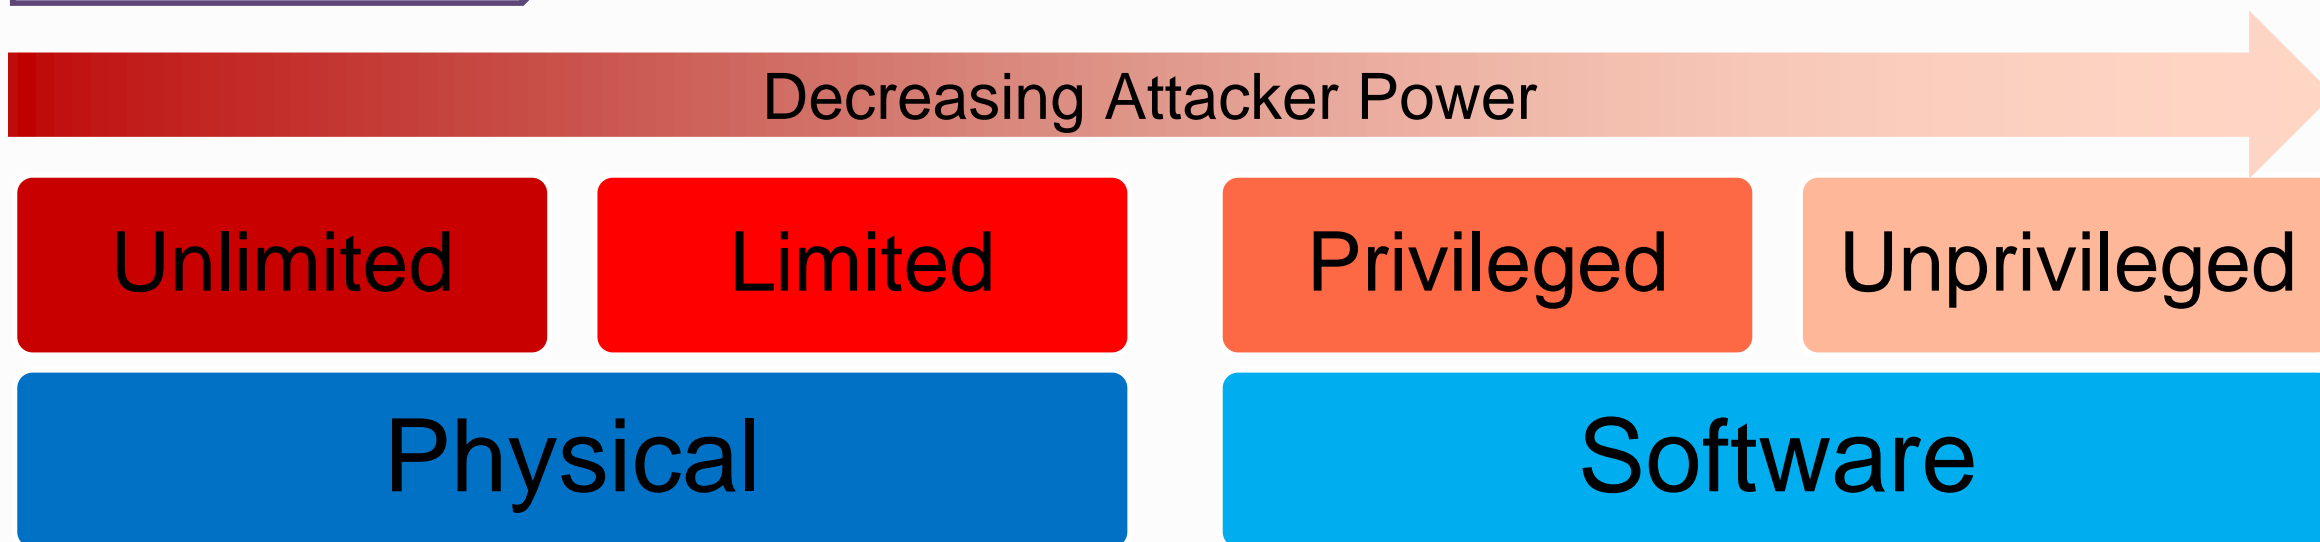 Decreasing Attacker Power
Unlimited
Limited
Privileged
Unprivileged
Physical
Software